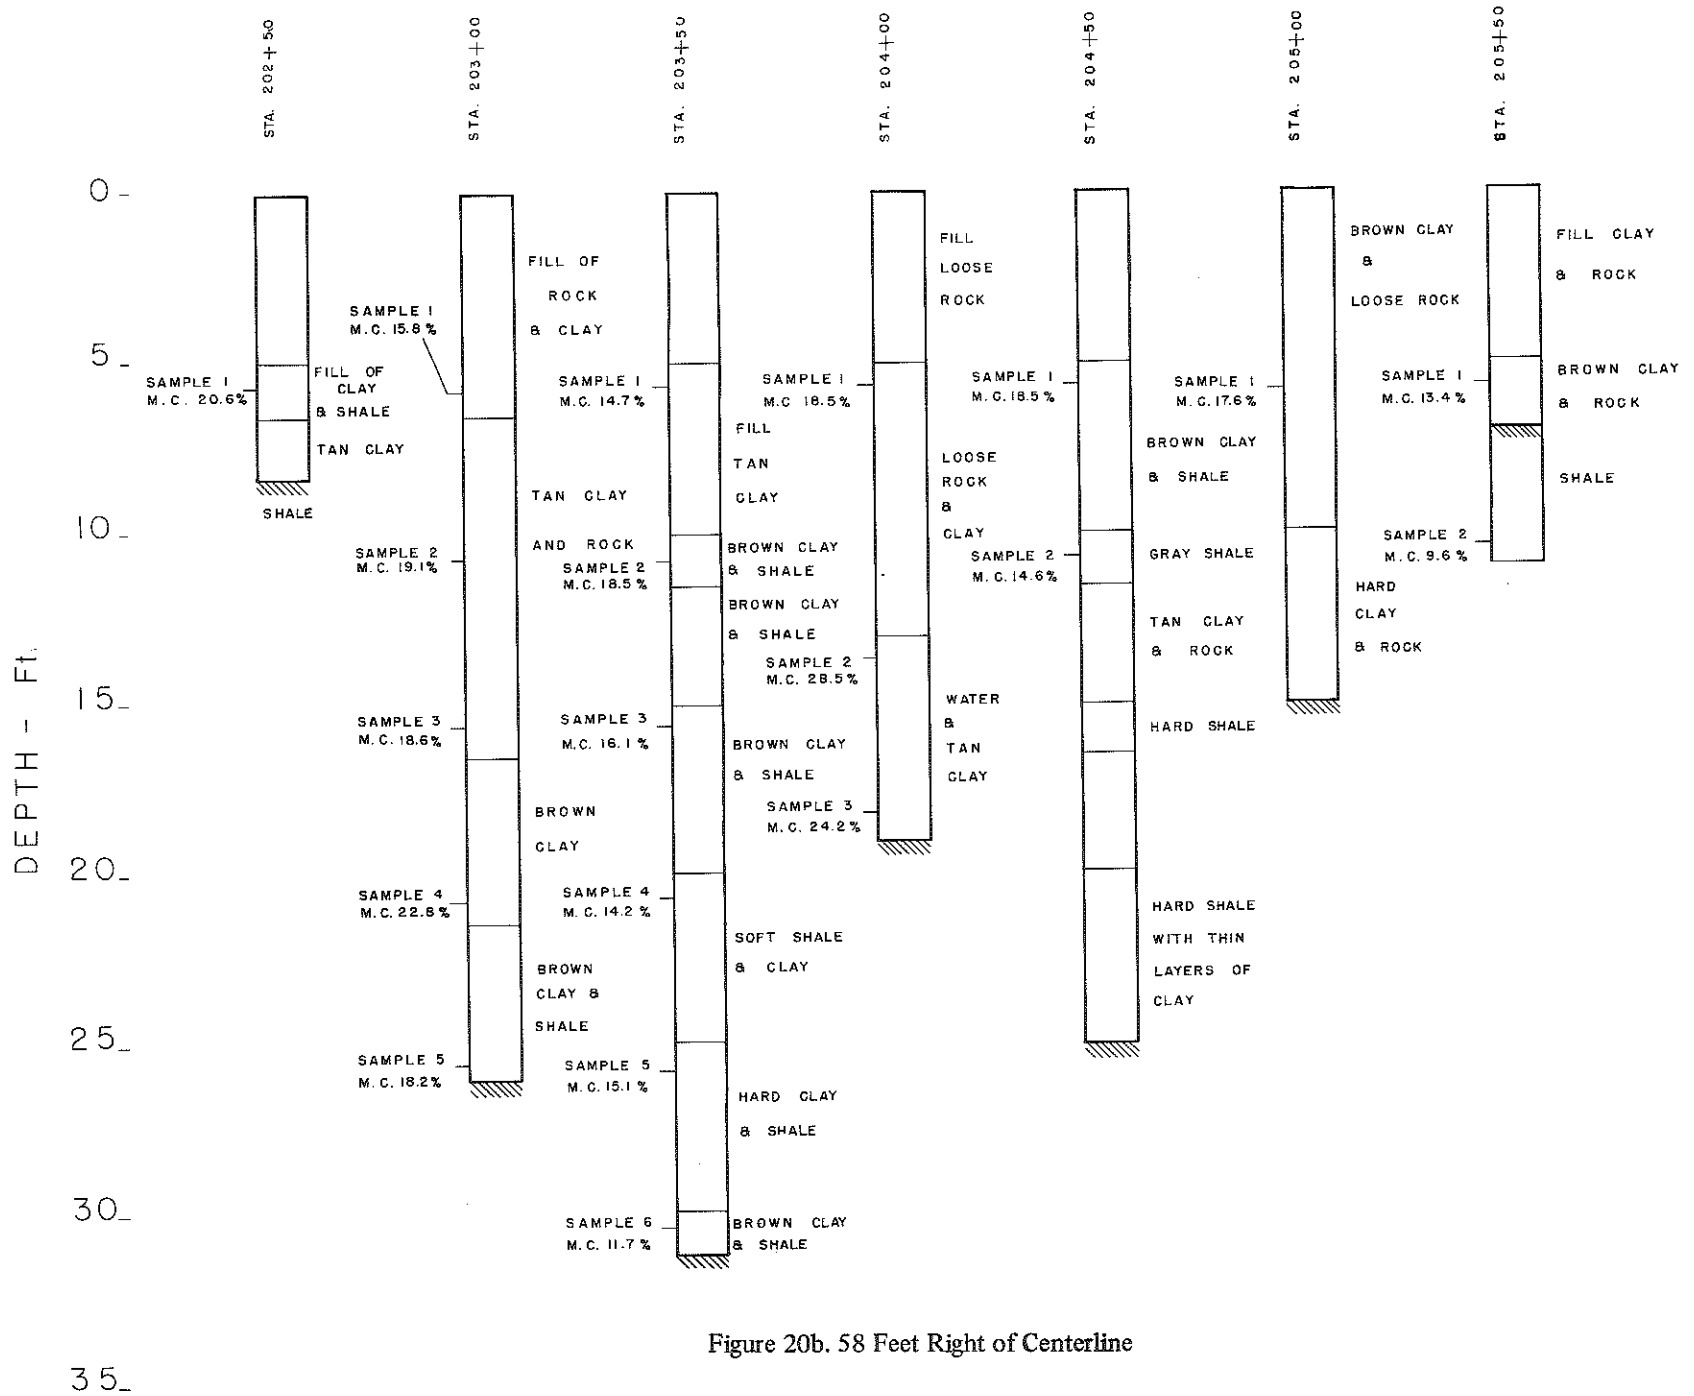 STA. 202+50
STA. 203+00
STA. 203+50
STA. 204+00
STA. 204+50
STA. 205+00
STA. 205+50
DEPTH - Ft.
0
5
10
15
20
25
30
35
SAMPLE 1
M.C. 20.6%
FILL OF
CLAY
& SHALE
TAN CLAY
SHALE
SAMPLE 1
M.C. 15.8%
FILL OF
ROCK
& CLAY
SAMPLE 2
M.C. 19.1%
TAN CLAY
AND ROCK
SAMPLE 3
M.C. 18.6%
BROWN
CLAY
SAMPLE 4
M.C. 22.8%
BROWN
CLAY &
SHALE
SAMPLE 5
M.C. 18.2%
SAMPLE 1
M.C. 14.7%
FILL
TAN
CLAY
SAMPLE 2
M.C. 18.5%
BROWN CLAY
& SHALE
BROWN CLAY
& SHALE
SAMPLE 3
M.C. 16.1%
BROWN CLAY
& SHALE
SAMPLE 4
M.C. 14.2%
SOFT SHALE
& CLAY
SAMPLE 5
M.C. 15.1%
HARD CLAY
& SHALE
SAMPLE 6
M.C. 11.7%
BROWN CLAY
& SHALE
FILL
LOOSE
ROCK
SAMPLE 1
M.C 18.5%
LOOSE
ROCK
&
CLAY
SAMPLE 2
M.C. 28.5%
WATER
&
TAN
CLAY
SAMPLE 3
M.C. 24.2%
SAMPLE 1
M.C. 18.5%
BROWN CLAY
& SHALE
SAMPLE 2
M.C. 14.6%
GRAY SHALE
TAN CLAY
& ROCK
HARD SHALE
HARD SHALE
WITH THIN
LAYERS OF
CLAY
BROWN CLAY
&
LOOSE ROCK
SAMPLE 1
M.C. 17.6%
HARD
CLAY
& ROCK
FILL CLAY
& ROCK
SAMPLE 1
M.C. 13.4%
BROWN CLAY
& ROCK
SHALE
SAMPLE 2
M.C. 9.6%
Figure 20b. 58 Feet Right of Centerline